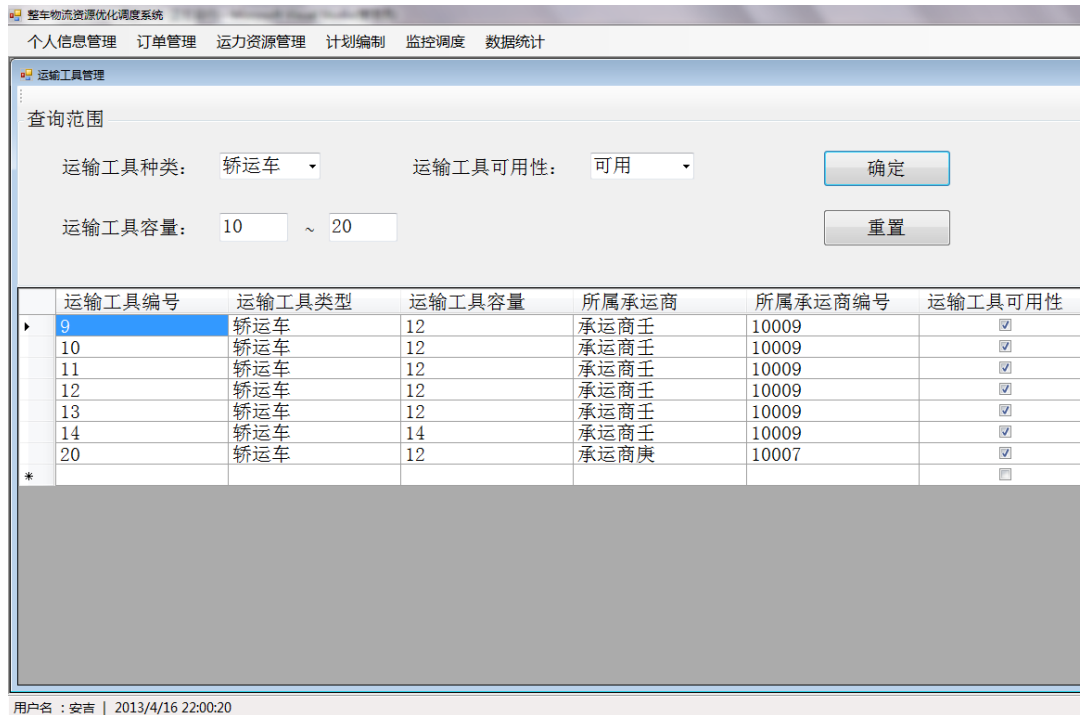 整车物流资源优化调度系统
个人信息管理 订单管理 运力资源管理 计划编制 监控调度 数据统计
运输工具管理
查询范围
运输工具种类： 轿运车 运输工具可用性： 可用 确定
运输工具容量： 10 ~ 20 重置
运输工具编号 运输工具类型 运输工具容量 所属承运商 所属承运商编号 运输工具可用性
9 轿运车 12 承运商壬 10009
10 轿运车 12 承运商壬 10009
11 轿运车 12 承运商壬 10009
12 轿运车 12 承运商壬 10009
13 轿运车 12 承运商壬 10009
14 轿运车 14 承运商壬 10009
20 轿运车 12 承运商庚 10007
用户名 ：安吉 | 2013/4/16 22:00:20